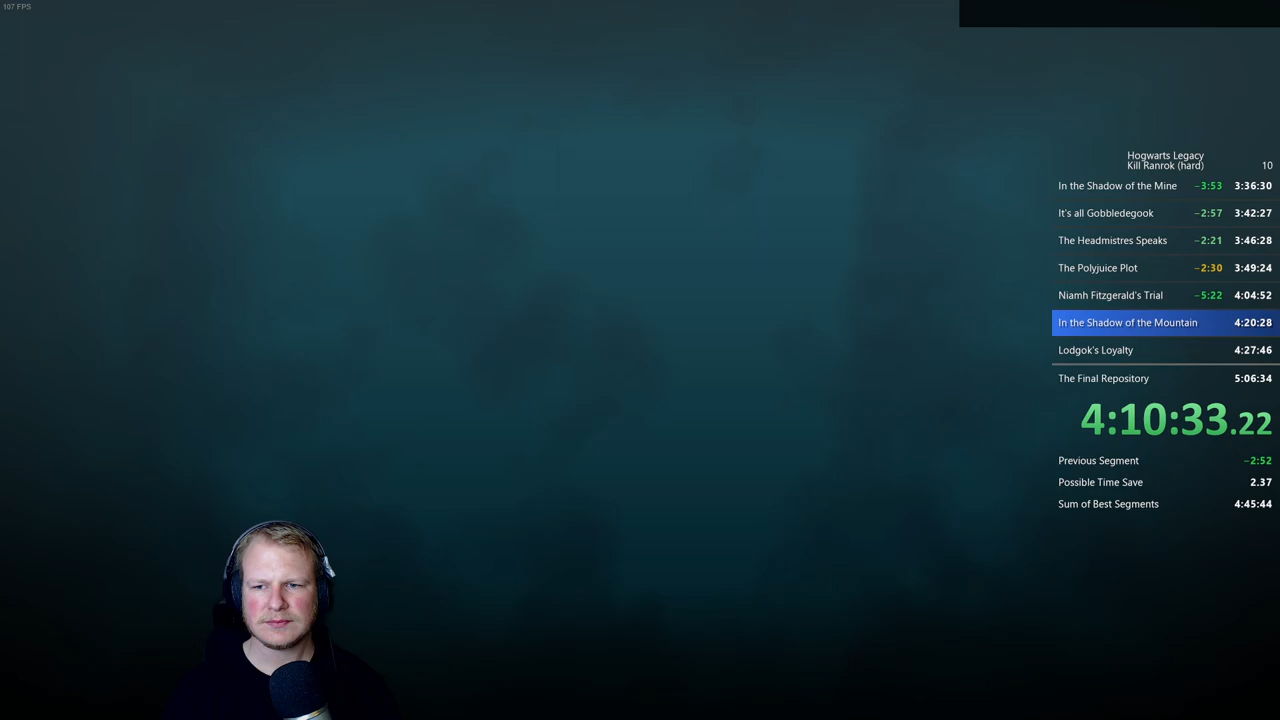 107 FPS
Hogwarts Legacy
Kill Ranrok (hard) 10
In the Shadow of the Mine −3:53 3:36:30
It's all Gobbledegook −2:57 3:42:27
The Headmistres Speaks −2:21 3:46:28
The Polyjuice Plot −2:30 3:49:24
Niamh Fitzgerald's Trial −5:22 4:04:52
In the Shadow of the Mountain 4:20:28
Lodgok's Loyalty 4:27:46
The Final Repository 5:06:34
4:10:33.22
Previous Segment −2:52
Possible Time Save 2.37
Sum of Best Segments 4:45:44